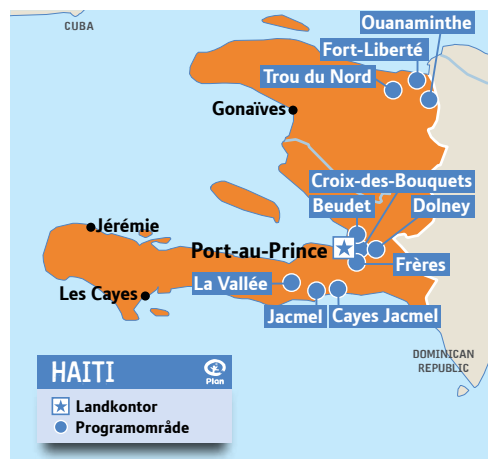 CUBA
Ouanaminthe
Fort-Liberté
Trou du Nord
Gonaïves
Croix-des-Bouquets
Beudet
Dolney
Jérémie
Port-au-Prince
Frères
La Vallée
Les Cayes
Jacmel
Cayes Jacmel
DOMINICAN
REPUBLIC
HAITI
Plan
Landkontor
Programområde